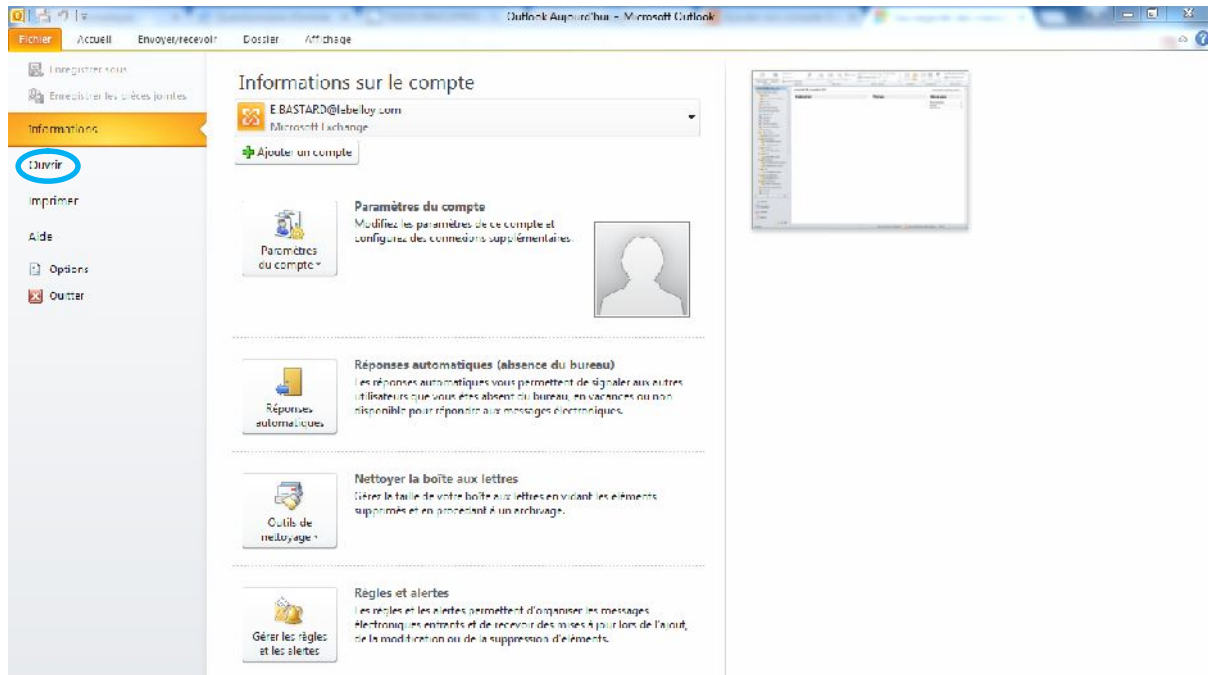 Outlook Aujourd'hui - Microsoft Outlook
Fichier Accueil Envoyer/recevoir Dossier Affichage
Enregistrer sous
Enregistrer les pièces jointes
Informations
Ouvrir
Imprimer
Aide
Options
Quitter
Informations sur le compte
E.BASTARD@lebelloy.com
Microsoft Exchange
Ajouter un compte
Paramètres
du compte
Paramètres du compte
Modifiez les paramètres de ce compte et
configurez des connexions supplémentaires.
Réponses
automatiques
Réponses automatiques (absence du bureau)
Les réponses automatiques vous permettent de signaler aux autres
utilisateurs que vous êtes absent du bureau, en vacances ou non
disponible pour répondre aux messages électroniques.
Outils de
nettoyage
Nettoyer la boîte aux lettres
Gérer la taille de votre boîte aux lettres en vidant les éléments
supprimés et en procédant à un archivage.
Gérer les règles
et les alertes
Règles et alertes
Les règles et les alertes permettent d'organiser les messages
électroniques entrants et de recevoir des mises à jour lors de l'ajout,
de la modification ou de la suppression d'éléments.